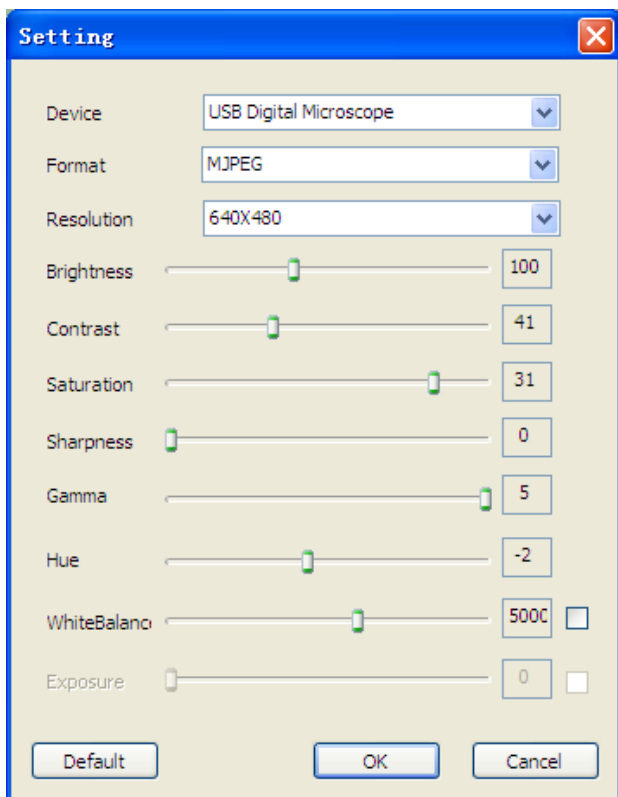 Setting
Device USB Digital Microscope
Format MJPEG
Resolution 640X480
Brightness 100
Contrast 41
Saturation 31
Sharpness 0
Gamma 5
Hue -2
WhiteBalanc 5000
Exposure 0
Default OK Cancel